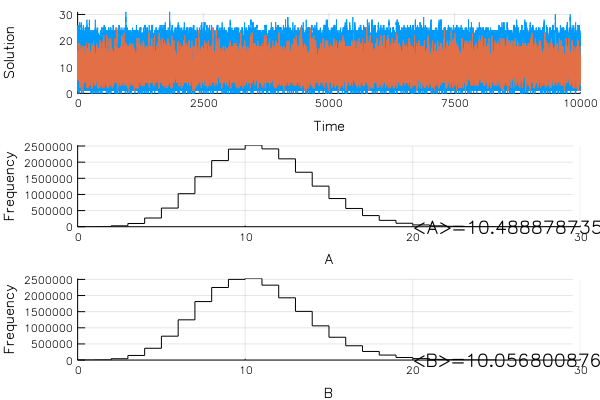 30
20
10
0
Solution
0 2500 5000 7500 10000
Time
2500000
2000000
1500000
1000000
500000
0
Frequency
0 10 20 30
<A>=10.488878735
A
2500000
2000000
1500000
1000000
500000
0
Frequency
0 10 20 30
<B>=10.056800876
B